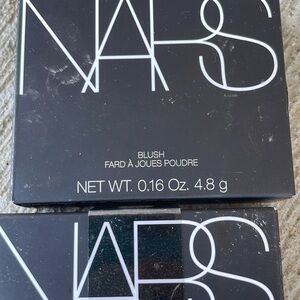 NARS
BLUSH
FARD À JOUES POUDRE
NET WT. 0.16 Oz. 4.8 g
NARS